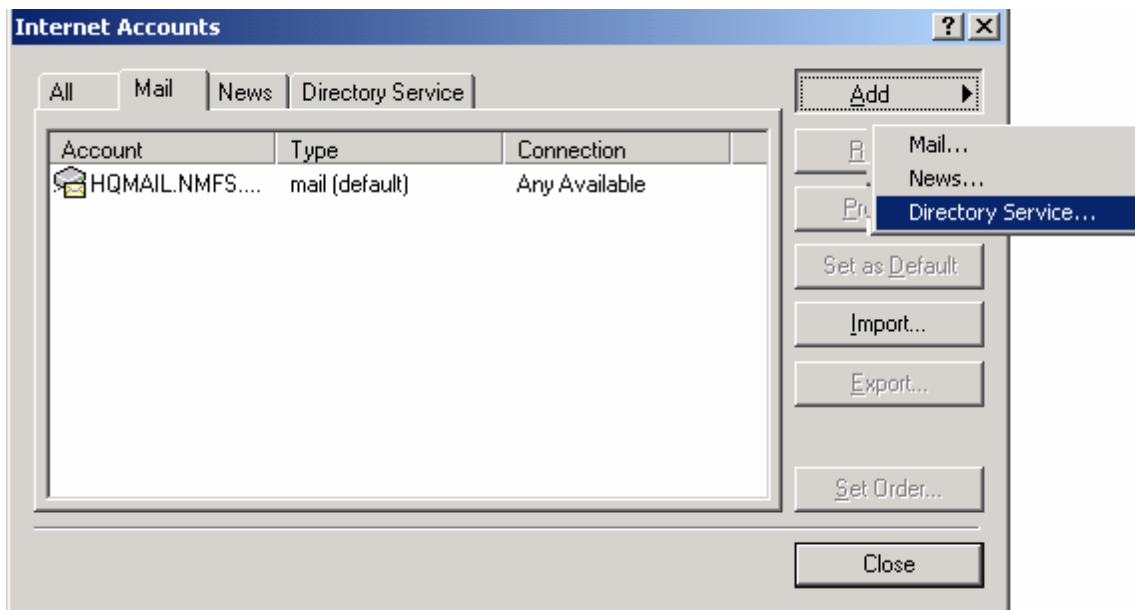 Internet Accounts
All Mail News Directory Service
Add
Account Type Connection
HQMAIL.NMFS.... mail (default) Any Available
R
Mail...
News...
Pr
Directory Service...
Set as Default
Import...
Export...
Set Order...
Close